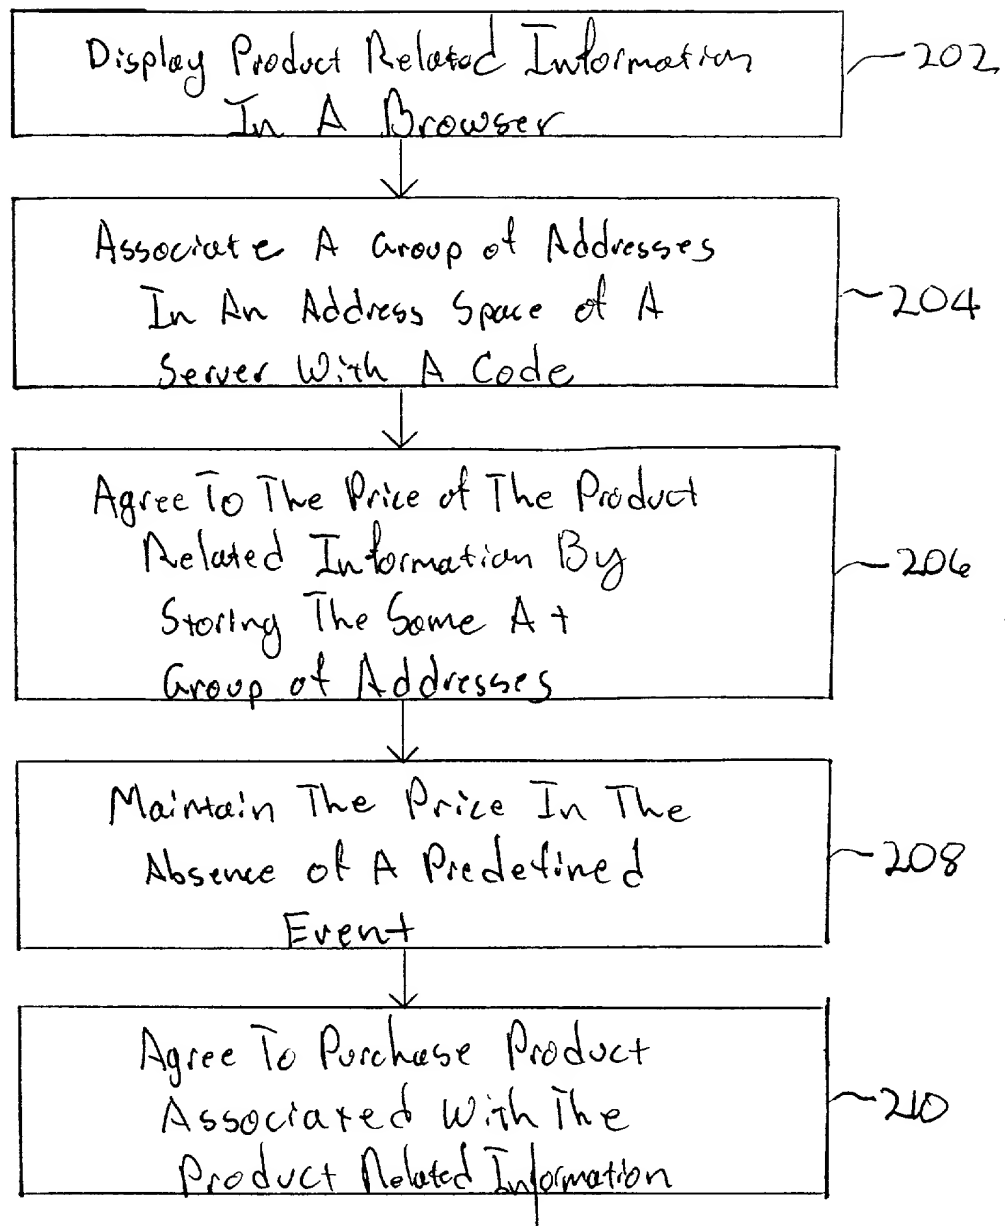 Display Product Related Information
In A Browser
202
Associate A Group of Addresses
In An Address Space of A
Server With A Code
204
Agree To The Price of The Product
Related Information By
Storing The Same At
Group of Addresses
206
Maintain The Price In The
Absence of A Predefined
Event
208
Agree To Purchase Product
Associated With The
Product Related Information
210